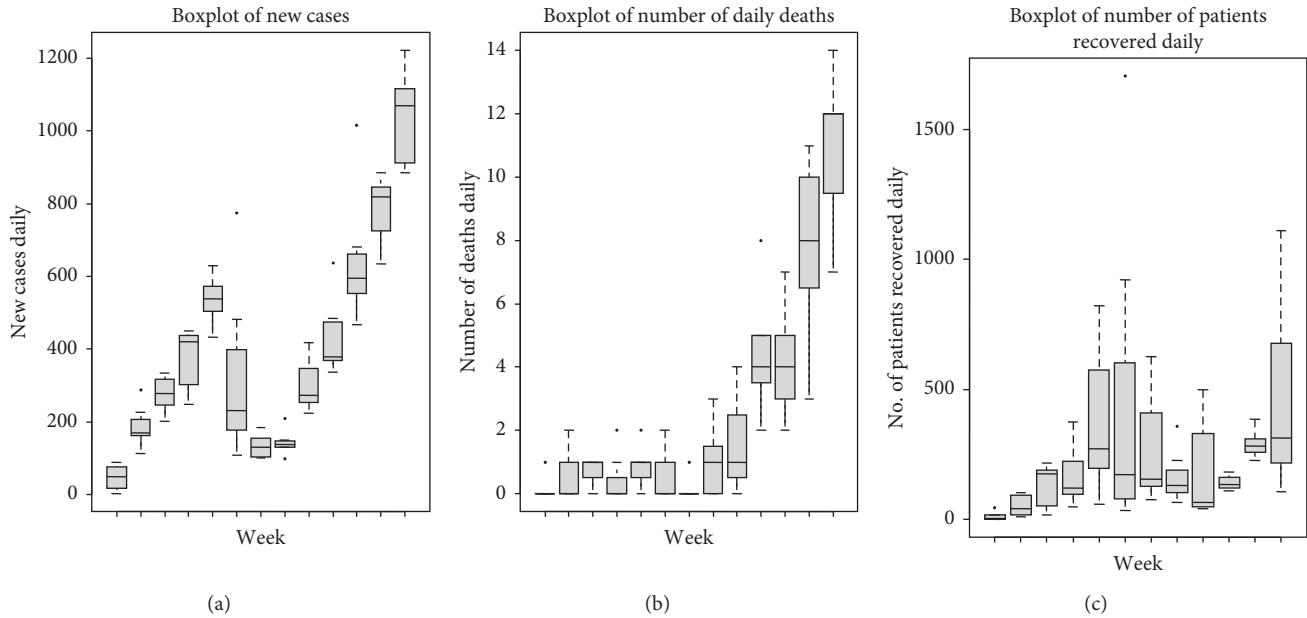 Boxplot of new cases
New cases daily
1200
1000
800
600
400
200
0
Week
(a)
Boxplot of number of daily deaths
Number of deaths daily
14
12
10
8
6
4
2
0
Week
(b)
Boxplot of number of patients
recovered daily
No. of patients recovered daily
1500
1000
500
0
Week
(c)